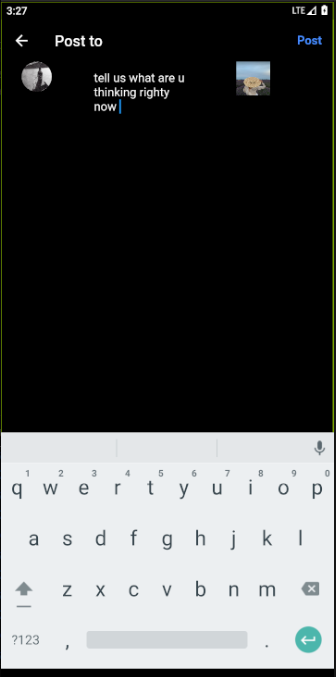 3:27 LTE
Post to Post
tell us what are u
thinking righty
now
1 2 3 4 5 6 7 8 9 0
q w e r t y u i o p
a s d f g h j k l
z x c v b n m
?123 , .